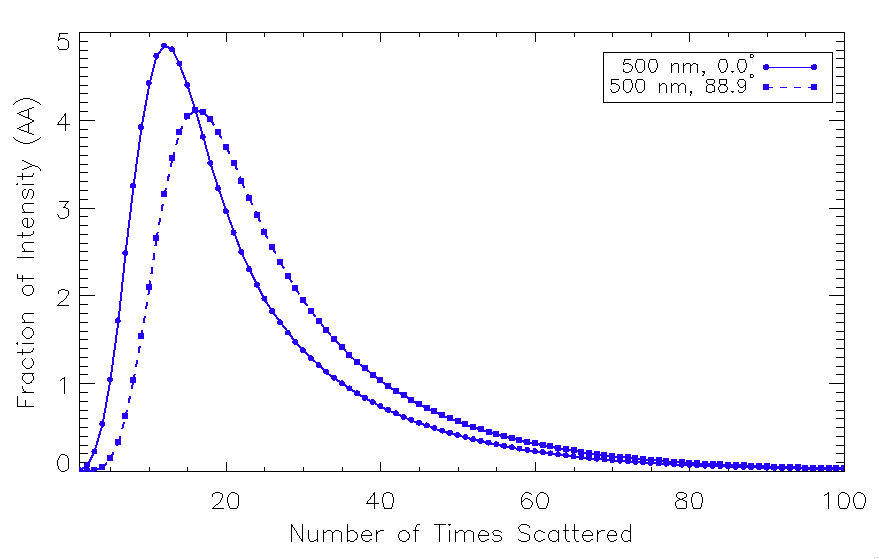 5
4
3
2
1
0
Fraction of Intensity (AA)
500 nm, 0.0°
500 nm, 88.9°
20 40 60 80 100
Number of Times Scattered